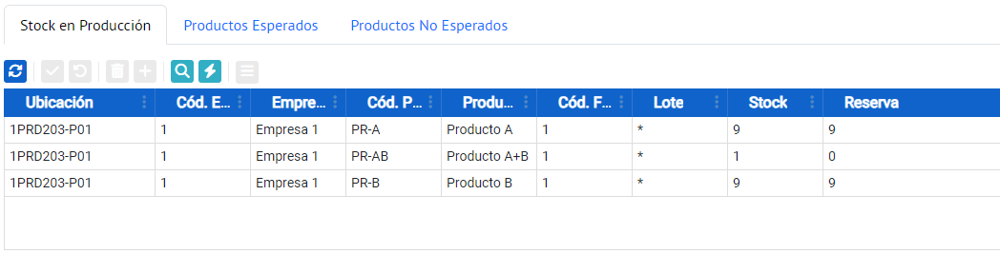 Stock en Producción Productos Esperados Productos No Esperados
Ubicación Cód. E... Empre... Cód. P... Produ... Cód. F... Lote Stock Reserva
1PRD203-P01 1 Empresa 1 PR-A Producto A 1 * 9 9
1PRD203-P01 1 Empresa 1 PR-AB Producto A+B 1 * 1 0
1PRD203-P01 1 Empresa 1 PR-B Producto B 1 * 9 9